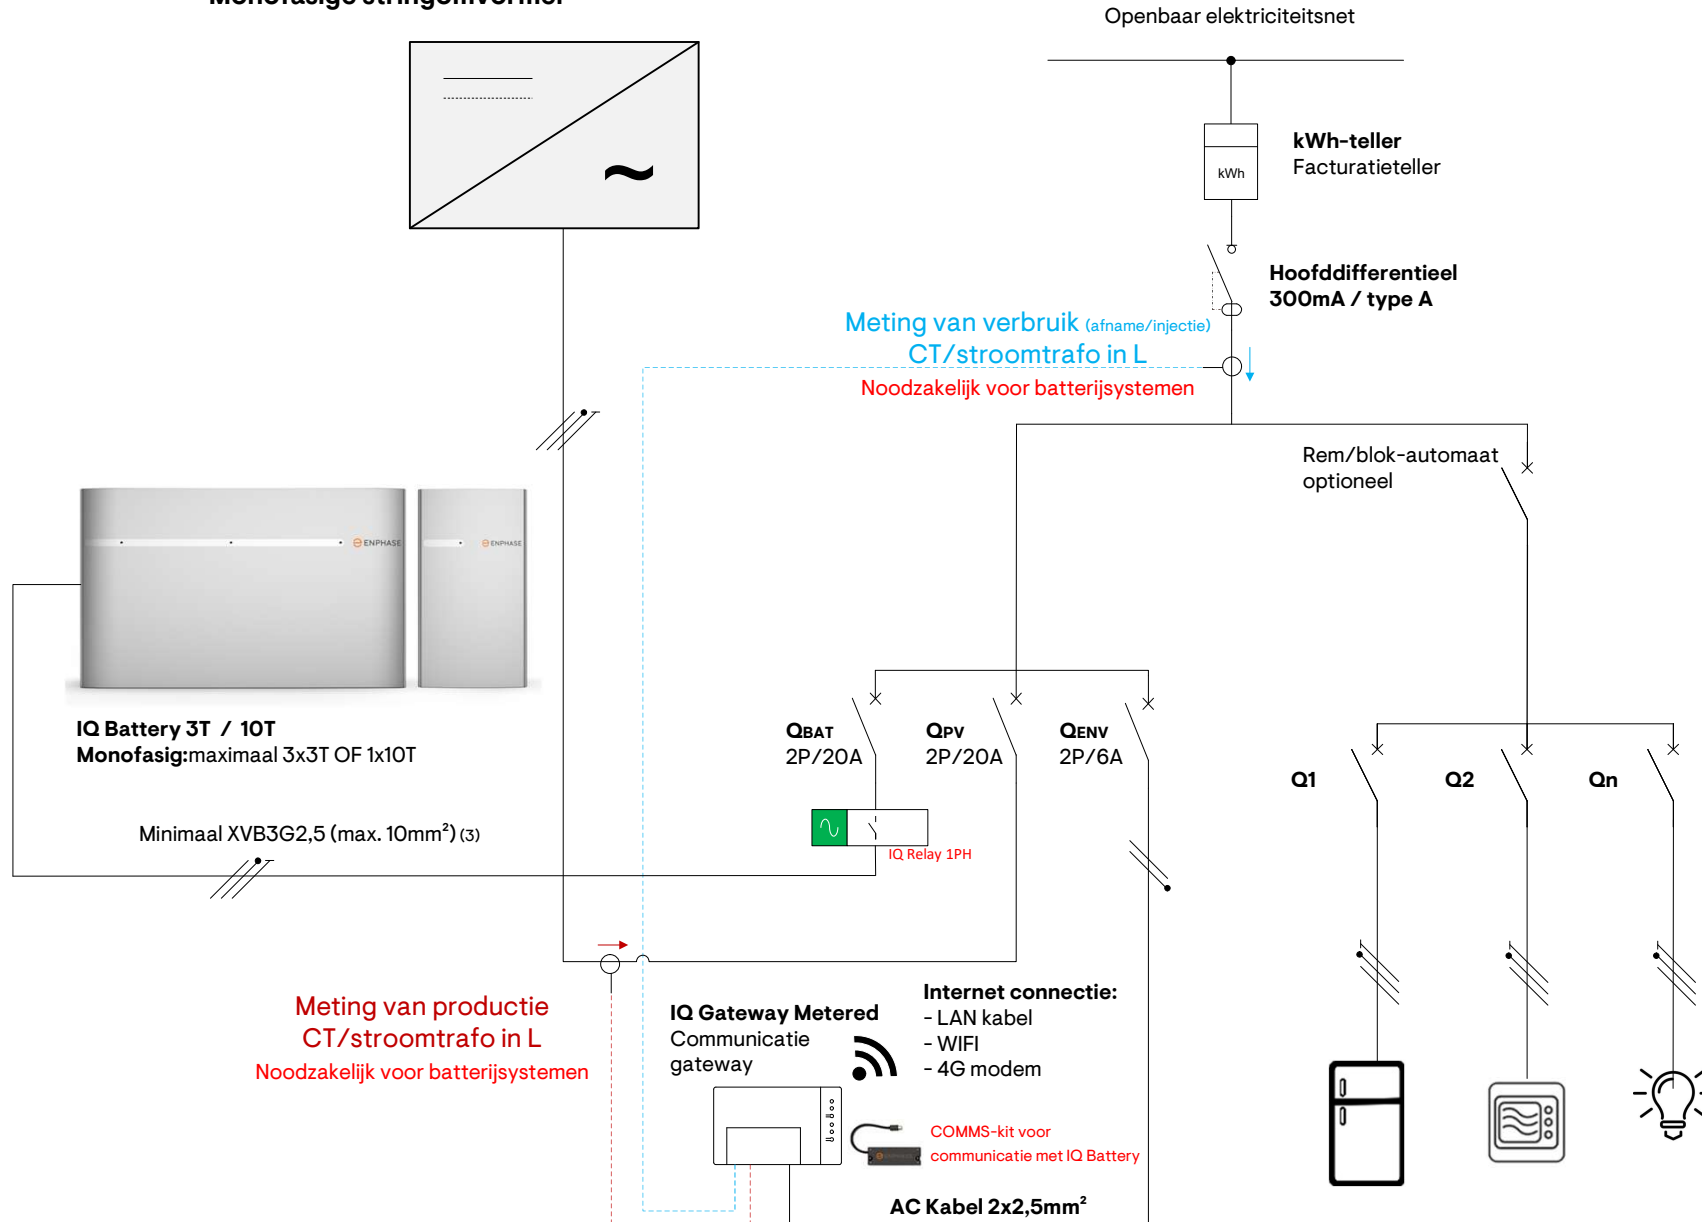 Monofasige stringomvormer
Openbaar elektriciteitsnet
kWh-teller
Facturatieteller
kWh
Hoofddifferentieel
300mA / type A
Meting van verbruik (afname/injectie)
CT/stroomtrafo in L
Noodzakelijk voor batterijsystemen
Rem/blok-automaat
optioneel
ENPHASE
ENPHASE
IQ Battery 3T / 10T
Monofasig:maximaal 3x3T OF 1x10T
QBAT
2P/20A
QPV
2P/20A
QENV
2P/6A
Q1
Q2
Qn
Minimaal XVB3G2,5 (max. 10mm²) (3)
IQ Relay 1PH
Meting van productie
CT/stroomtrafo in L
Noodzakelijk voor batterijsystemen
IQ Gateway Metered
Communicatie
gateway
Internet connectie:
- LAN kabel
- WIFI
- 4G modem
COMMS-kit voor
communicatie met IQ Battery
ENPHASE
AC Kabel 2x2,5mm²